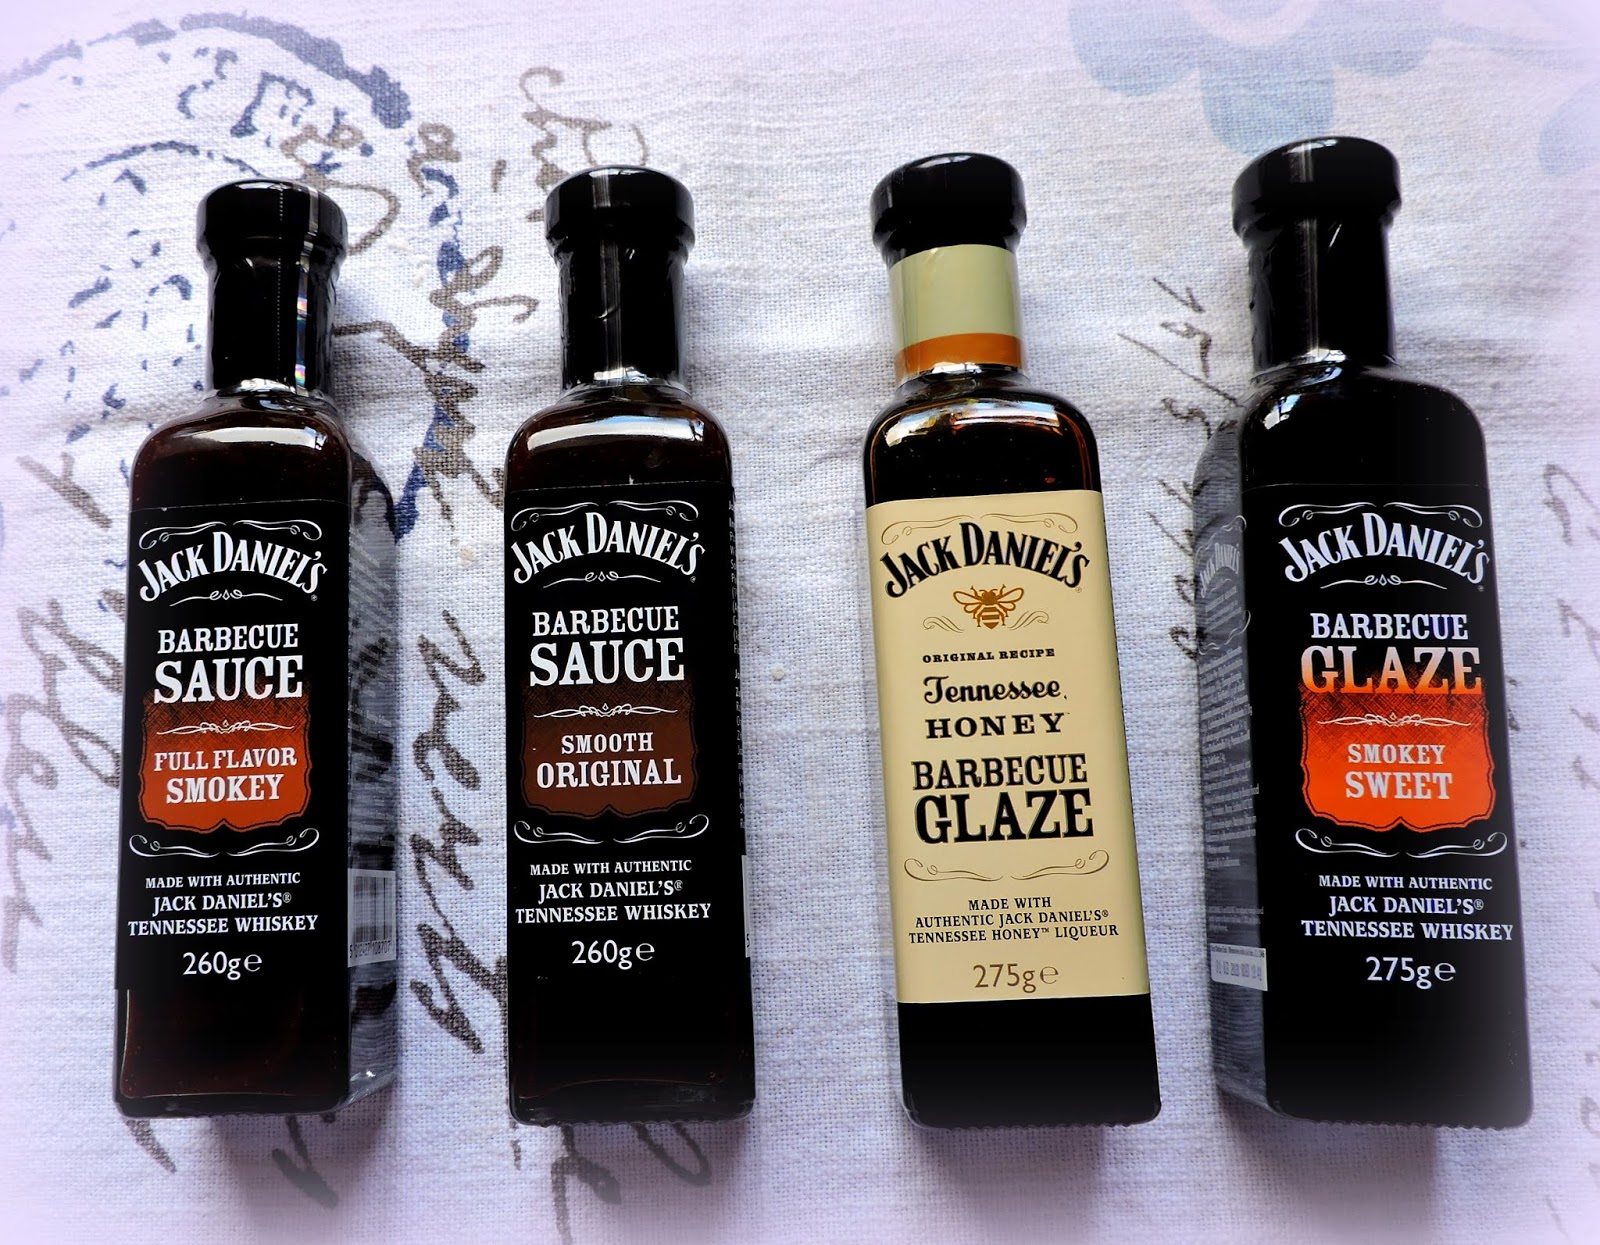 JACK DANIEL'S®
BARBECUE
SAUCE
FULL FLAVOR
SMOKEY
MADE WITH AUTHENTIC
JACK DANIEL'S®
TENNESSEE WHISKEY
260g℮
JACK DANIEL'S®
BARBECUE
SAUCE
SMOOTH
ORIGINAL
MADE WITH AUTHENTIC
JACK DANIEL'S®
TENNESSEE WHISKEY
260g℮
JACK DANIEL'S®
ORIGINAL RECIPE
Tennessee
HONEY™
BARBECUE
GLAZE
MADE WITH
AUTHENTIC JACK DANIEL'S®
TENNESSEE HONEY™ LIQUEUR
275g℮
JACK DANIEL'S®
BARBECUE
GLAZE
SMOKEY
SWEET
MADE WITH AUTHENTIC
JACK DANIEL'S®
TENNESSEE WHISKEY
275g℮